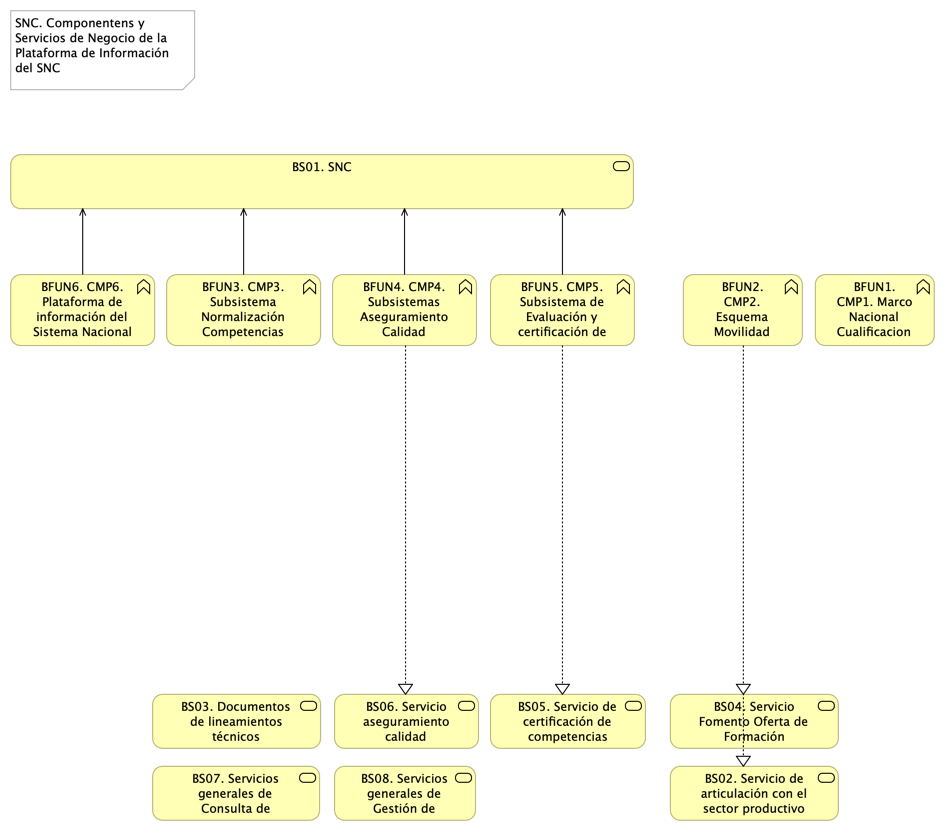 SNC. Componentens y
Servicios de Negocio de la
Plataforma de Información
del SNC
BS01. SNC
BFUN6. CMP6.
Plataforma de
información del
Sistema Nacional
BFUN3. CMP3.
Subsistema
Normalización
Competencias
BFUN4. CMP4.
Subsistemas
Aseguramiento
Calidad
BFUN5. CMP5.
Subsistema de
Evaluación y
certificación de
BFUN2.
CMP2.
Esquema
Movilidad
BFUN1.
CMP1. Marco
Nacional
Cualificacion
BS03. Documentos
de lineamientos
técnicos
BS06. Servicio
aseguramiento
calidad
BS05. Servicio de
certificación de
competencias
BS04. Servicio
Fomento Oferta de
Formación
BS07. Servicios
generales de
Consulta de
BS08. Servicios
generales de
Gestión de
BS02. Servicio de
articulación con el
sector productivo